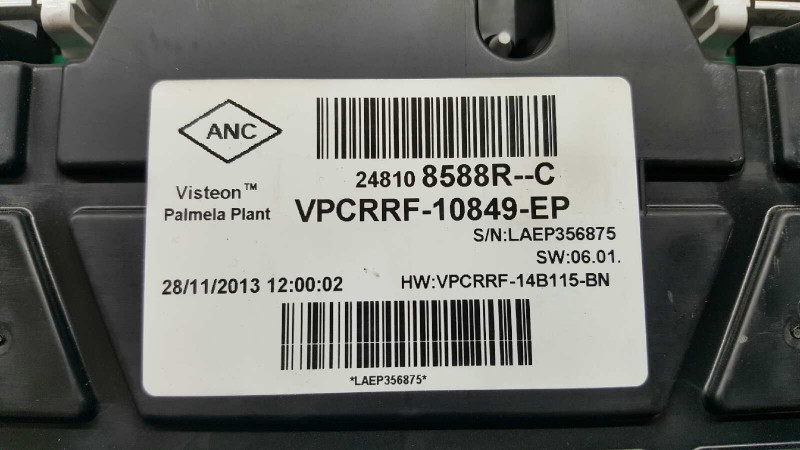 ANC
24810 8588R--C
Visteon™
Palmela Plant
VPCRRF-10849-EP
S/N:LAEP356875
SW:06.01.
28/11/2013 12:00:02
HW:VPCRRF-14B115-BN
*LAEP356875*